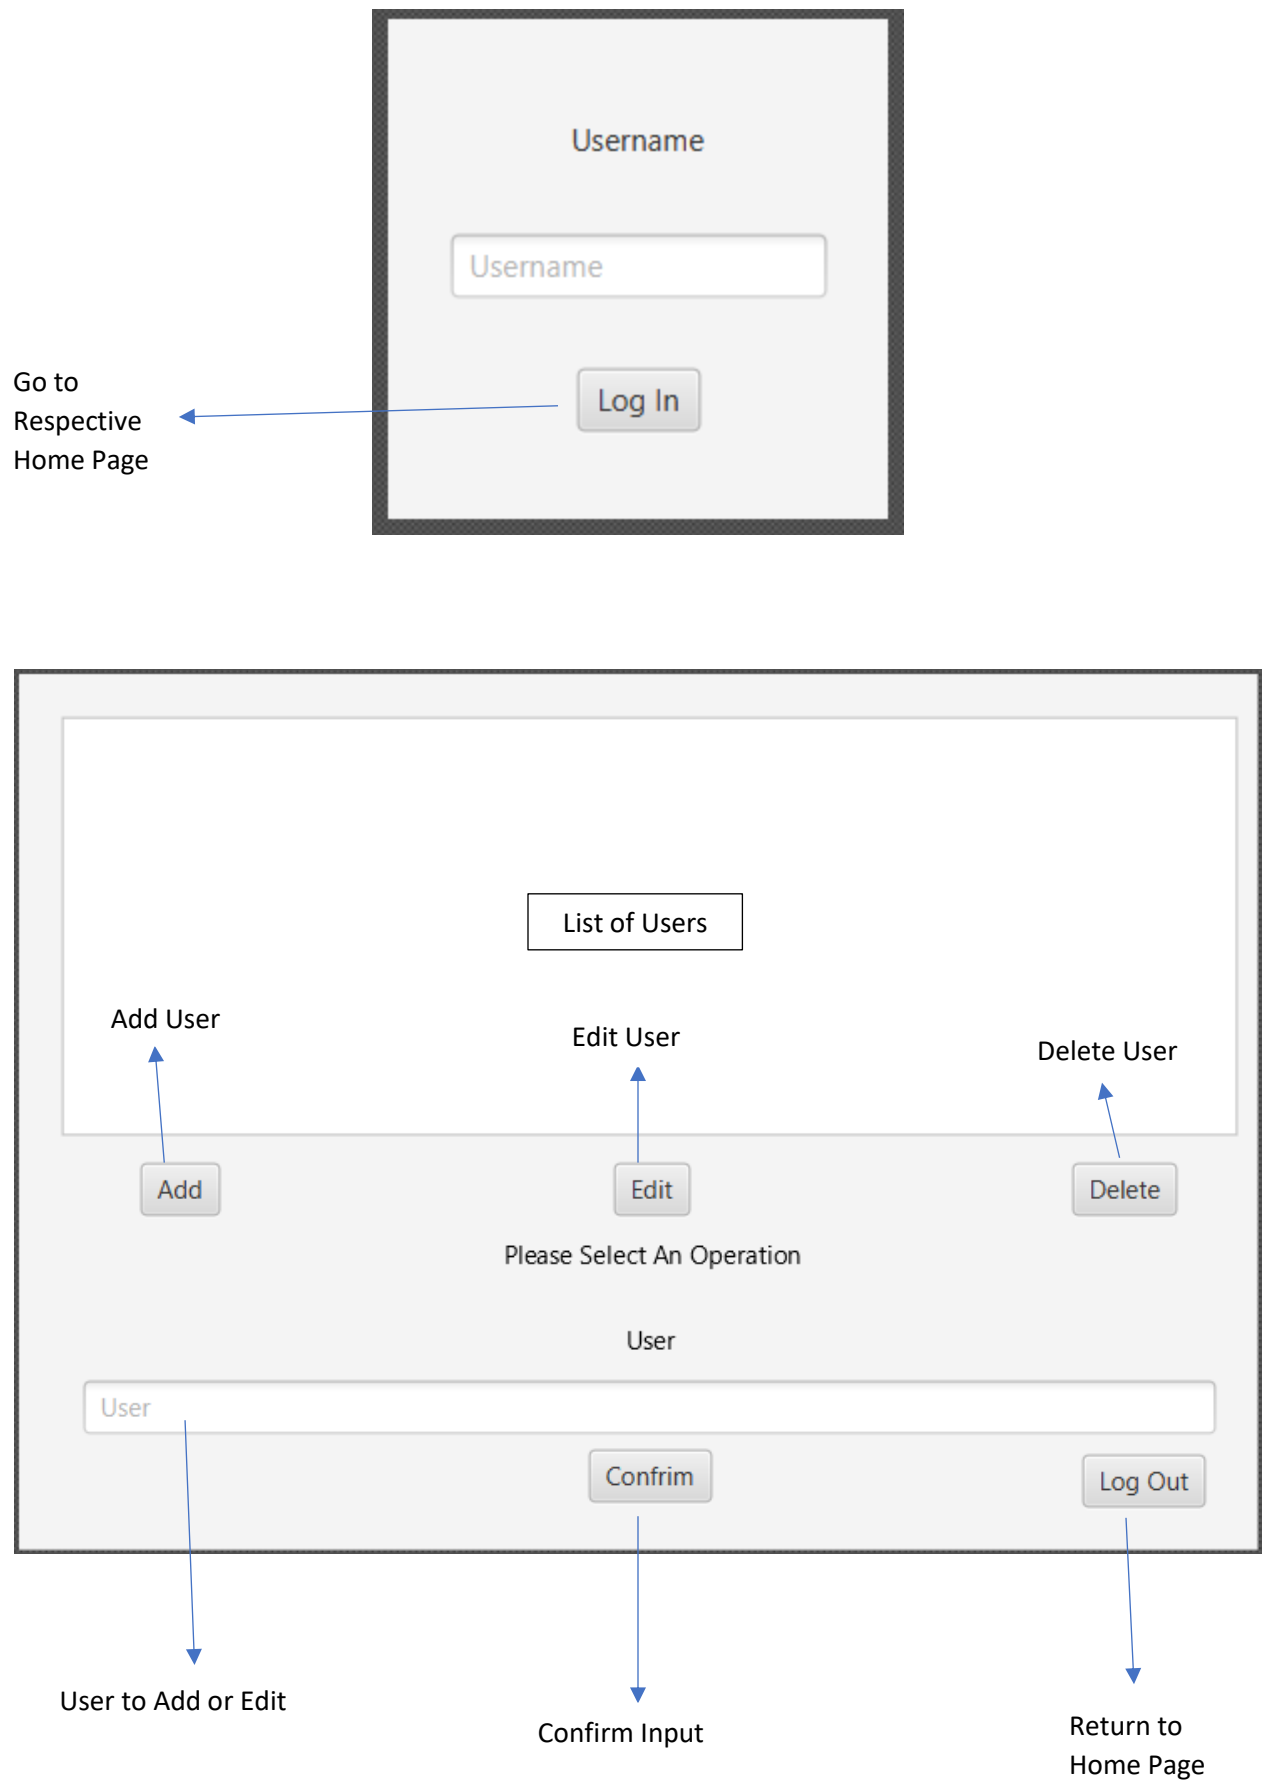 Username
Username
Log In
Go to
Respective
Home Page
List of Users
Add User
Edit User
Delete User
Add
Edit
Delete
Please Select An Operation
User
User
Confrim
Log Out
User to Add or Edit
Confirm Input
Return to
Home Page